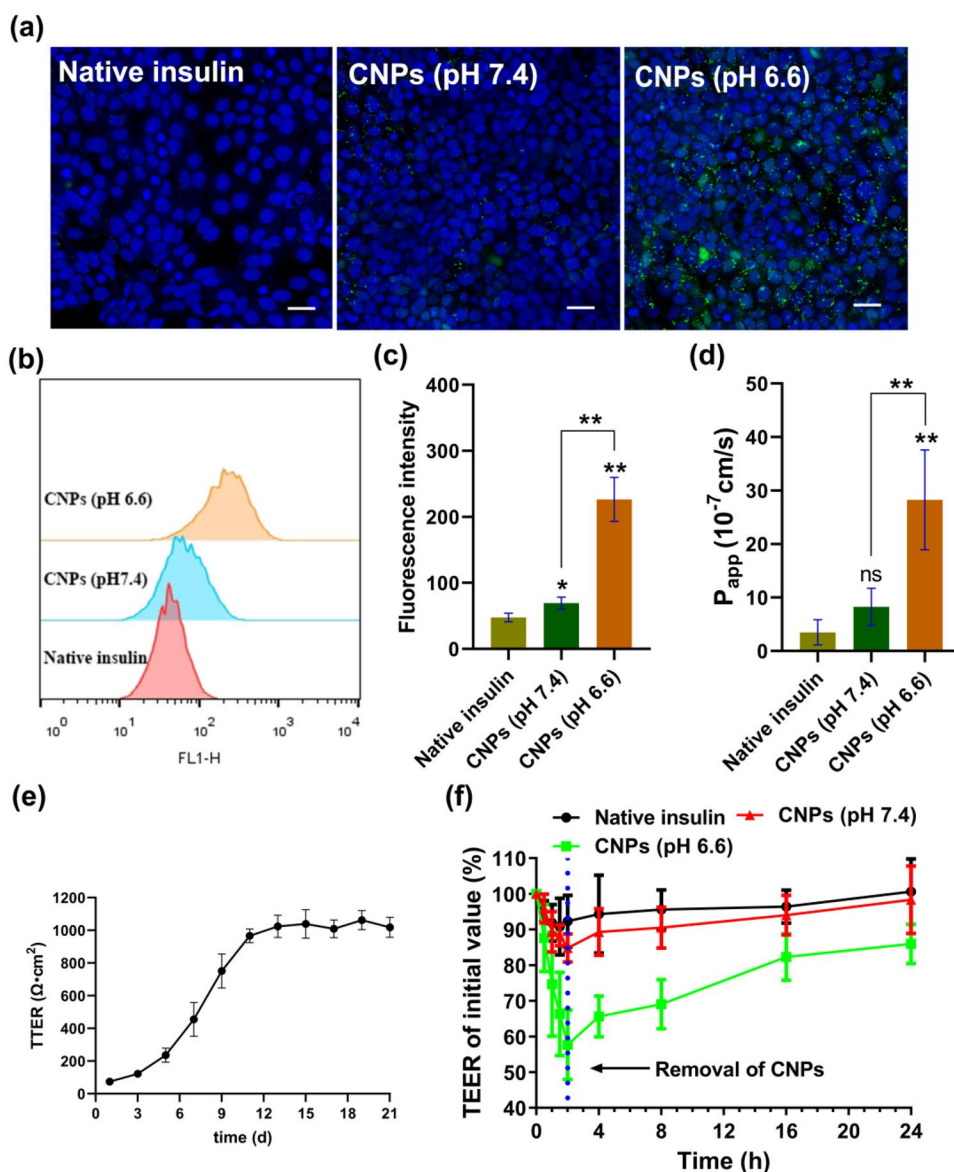 (a)
Native insulin
CNPs (pH 7.4)
CNPs (pH 6.6)
(b)
CNPs (pH 6.6)
CNPs (pH7.4)
Native insulin
10^0 10^1 10^2 10^3 10^4
FL1-H
(c)
Fluorescence intensity
400
300
200
100
0
**
**
*
Native insulin
CNPs (pH 7.4)
CNPs (pH 6.6)
(d)
P_app (10^-7 cm/s)
50
40
30
20
10
0
**
**
ns
Native insulin
CNPs (pH 7.4)
CNPs (pH 6.6)
(e)
TTER (Ω·cm²)
1200
1000
800
600
400
200
0
0 3 6 9 12 15 18 21
time (d)
(f)
Native insulin
CNPs (pH 7.4)
CNPs (pH 6.6)
TEER of initial value (%)
110
100
90
80
70
60
50
40
Removal of CNPs
0 4 8 12 16 20 24
Time (h)